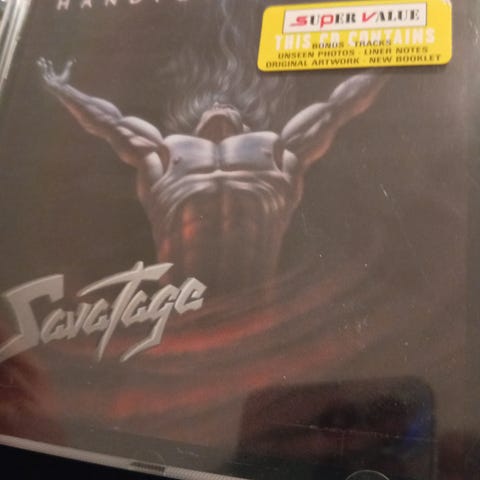 SUPER VALUE
THIS CD CONTAINS
BONUS TRACKS
UNSEEN PHOTOS - LINER NOTES
ORIGINAL ARTWORK - NEW BOOKLET
Savatage